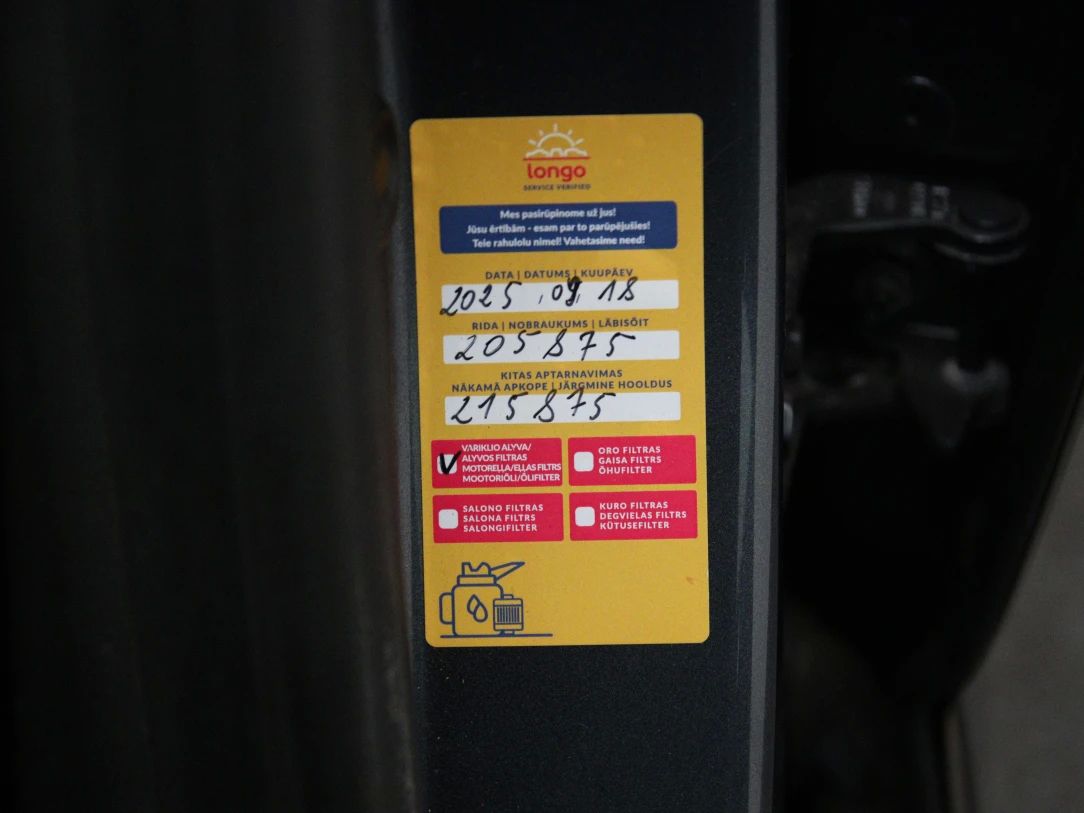 longo
SERVICE VERIFIED
Mes pasirūpinome už jus!
Jūsu ērtībām - esam par to parūpējušies!
Teie rahulolu nimel! Vahetasime need!
DATA | DATUMS | KUUPÄEV
2025.09.18
RIDA | NOBRAUKUMS | LÄBISÕIT
205875
KITAS APTARNAVIMAS
NĀKAMĀ APKOPE | JÄRGMINE HOOLDUS
215875
VARIKLIO ALYVA/
ALYVOS FILTRAS
MOTOREĻĻA/EĻĻAS FILTRS
MOOTORIÕLI/ÕLIFILTER
ORO FILTRAS
GAISA FILTRS
ÕHUFILTER
SALONO FILTRAS
SALONA FILTRS
SALONGIFILTER
KURO FILTRAS
DEGVIELAS FILTRS
KÜTUSEFILTER